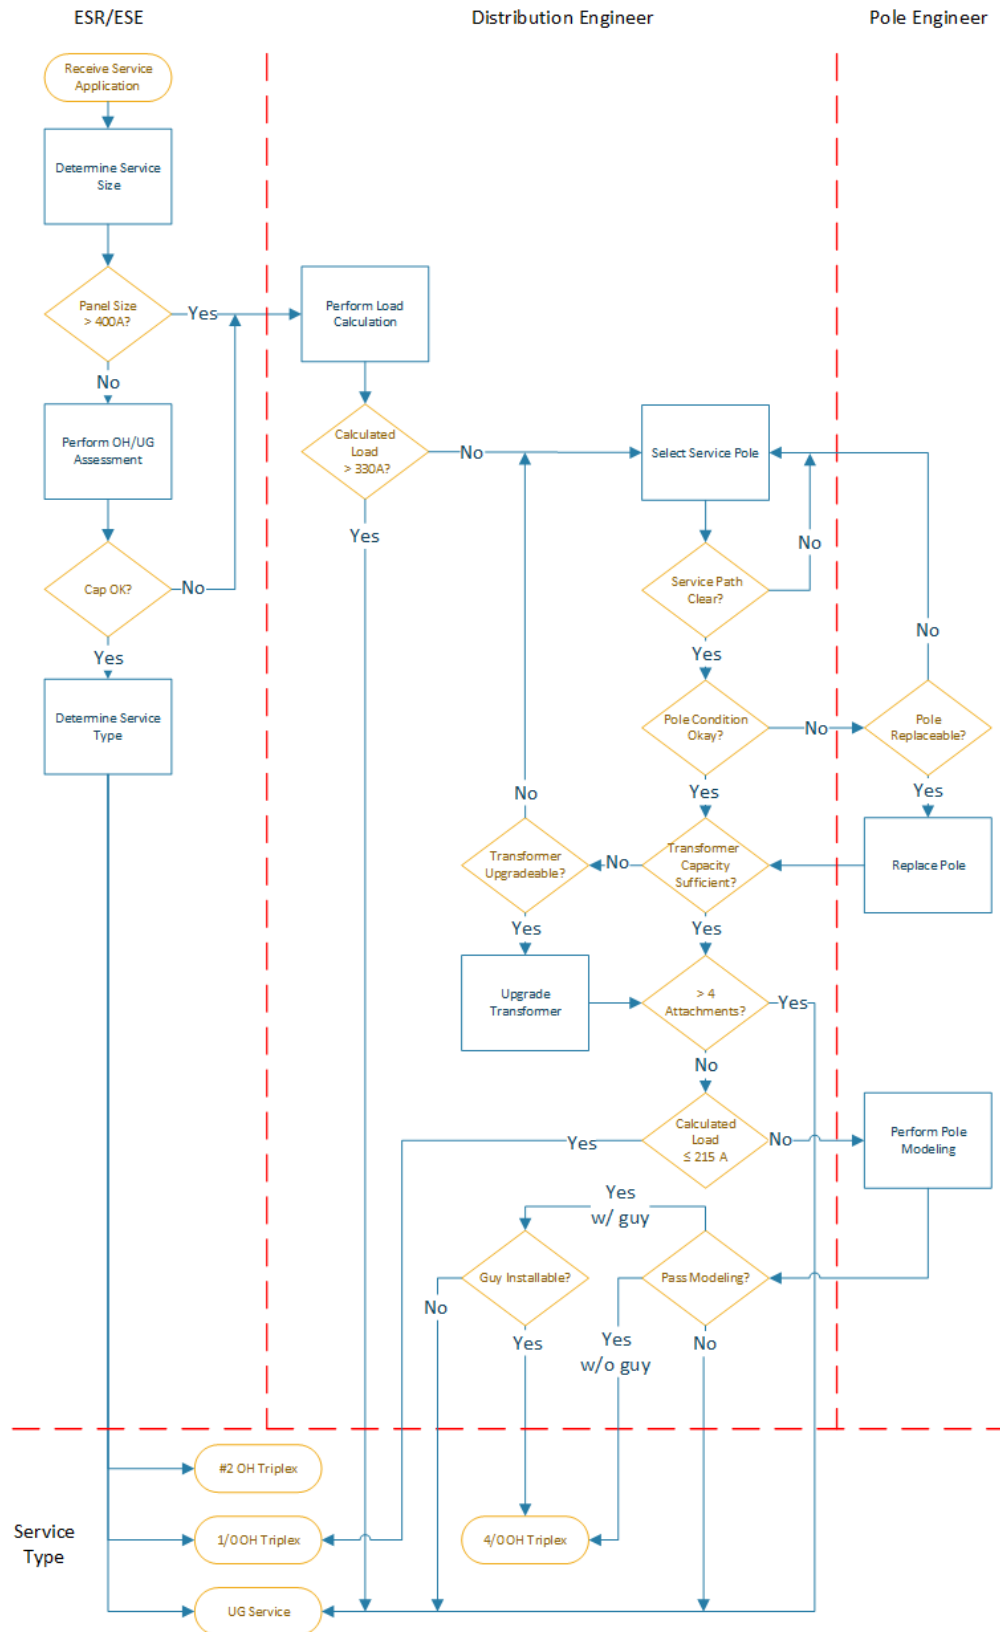 ESR/ESE
Distribution Engineer
Pole Engineer
Receive Service
Application
Determine Service
Size
Panel Size
> 400A?
Yes
Perform Load
Calculation
No
Perform OH/UG
Assessment
Calculated
Load
> 330A?
No
Select Service Pole
Yes
No
Cap OK?
No
Service Path
Clear?
Yes
Yes
No
Determine Service
Type
Pole Condition
Okay?
No
Pole
Replaceable?
Yes
Yes
No
Transformer
Upgradeable?
No
Transformer
Capacity
Sufficient?
Replace Pole
Yes
Yes
Upgrade
Transformer
> 4
Attachments?
Yes
No
Yes
Calculated
Load
≤ 215 A
No
Perform Pole
Modeling
Yes
w/ guy
Guy Installable?
Pass Modeling?
No
Yes
Yes
w/o guy
No
#2 OH Triplex
Service
Type
1/0 OH Triplex
4/0 OH Triplex
UG Service